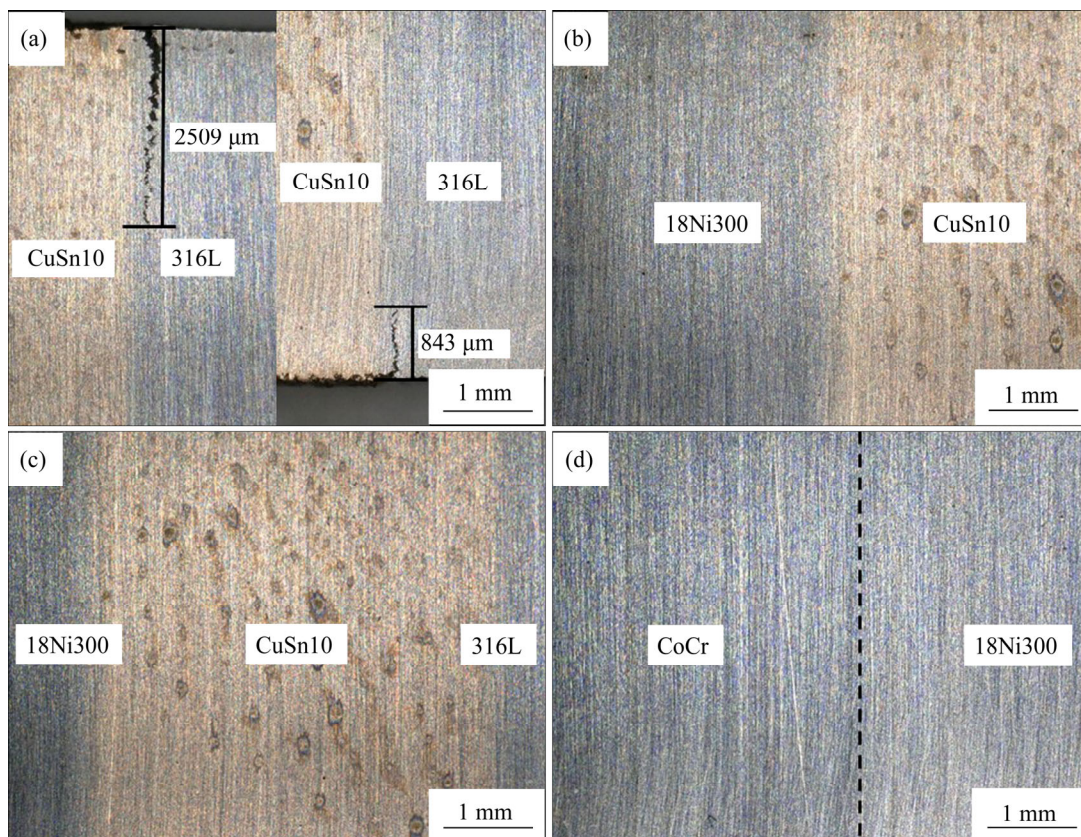 (a)
2509 μm
CuSn10
316L
CuSn10
316L
843 μm
1 mm
(b)
18Ni300
CuSn10
1 mm
(c)
18Ni300
CuSn10
316L
1 mm
(d)
CoCr
18Ni300
1 mm